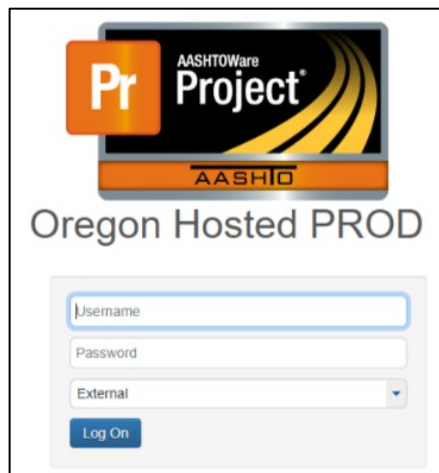 Pr
AASHTOWare
Project®
AASHTO
Oregon Hosted PROD
Username
Password
External
Log On